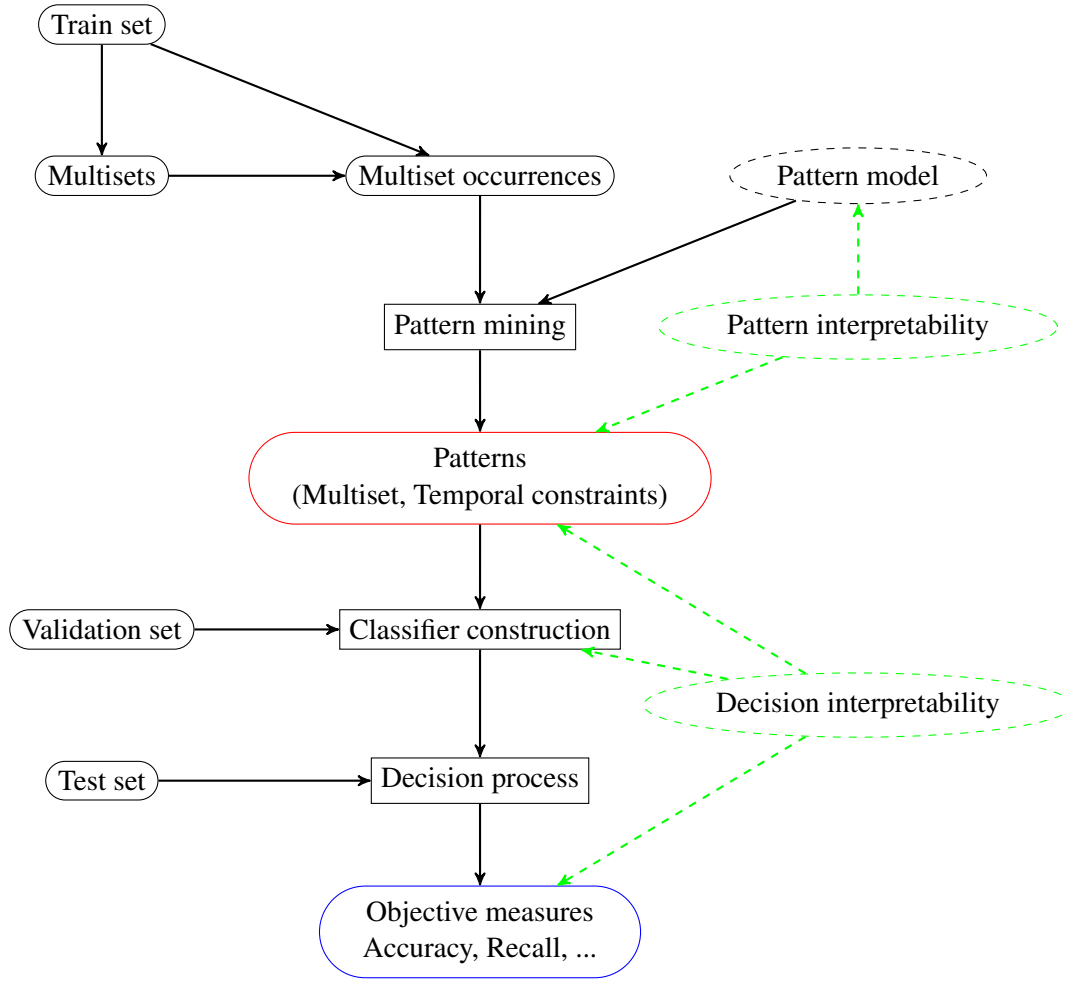 Train set
Multisets
Multiset occurrences
Pattern model
Pattern mining
Pattern interpretability
Patterns
(Multiset, Temporal constraints)
Validation set
Classifier construction
Decision interpretability
Test set
Decision process
Objective measures
Accuracy, Recall, ...